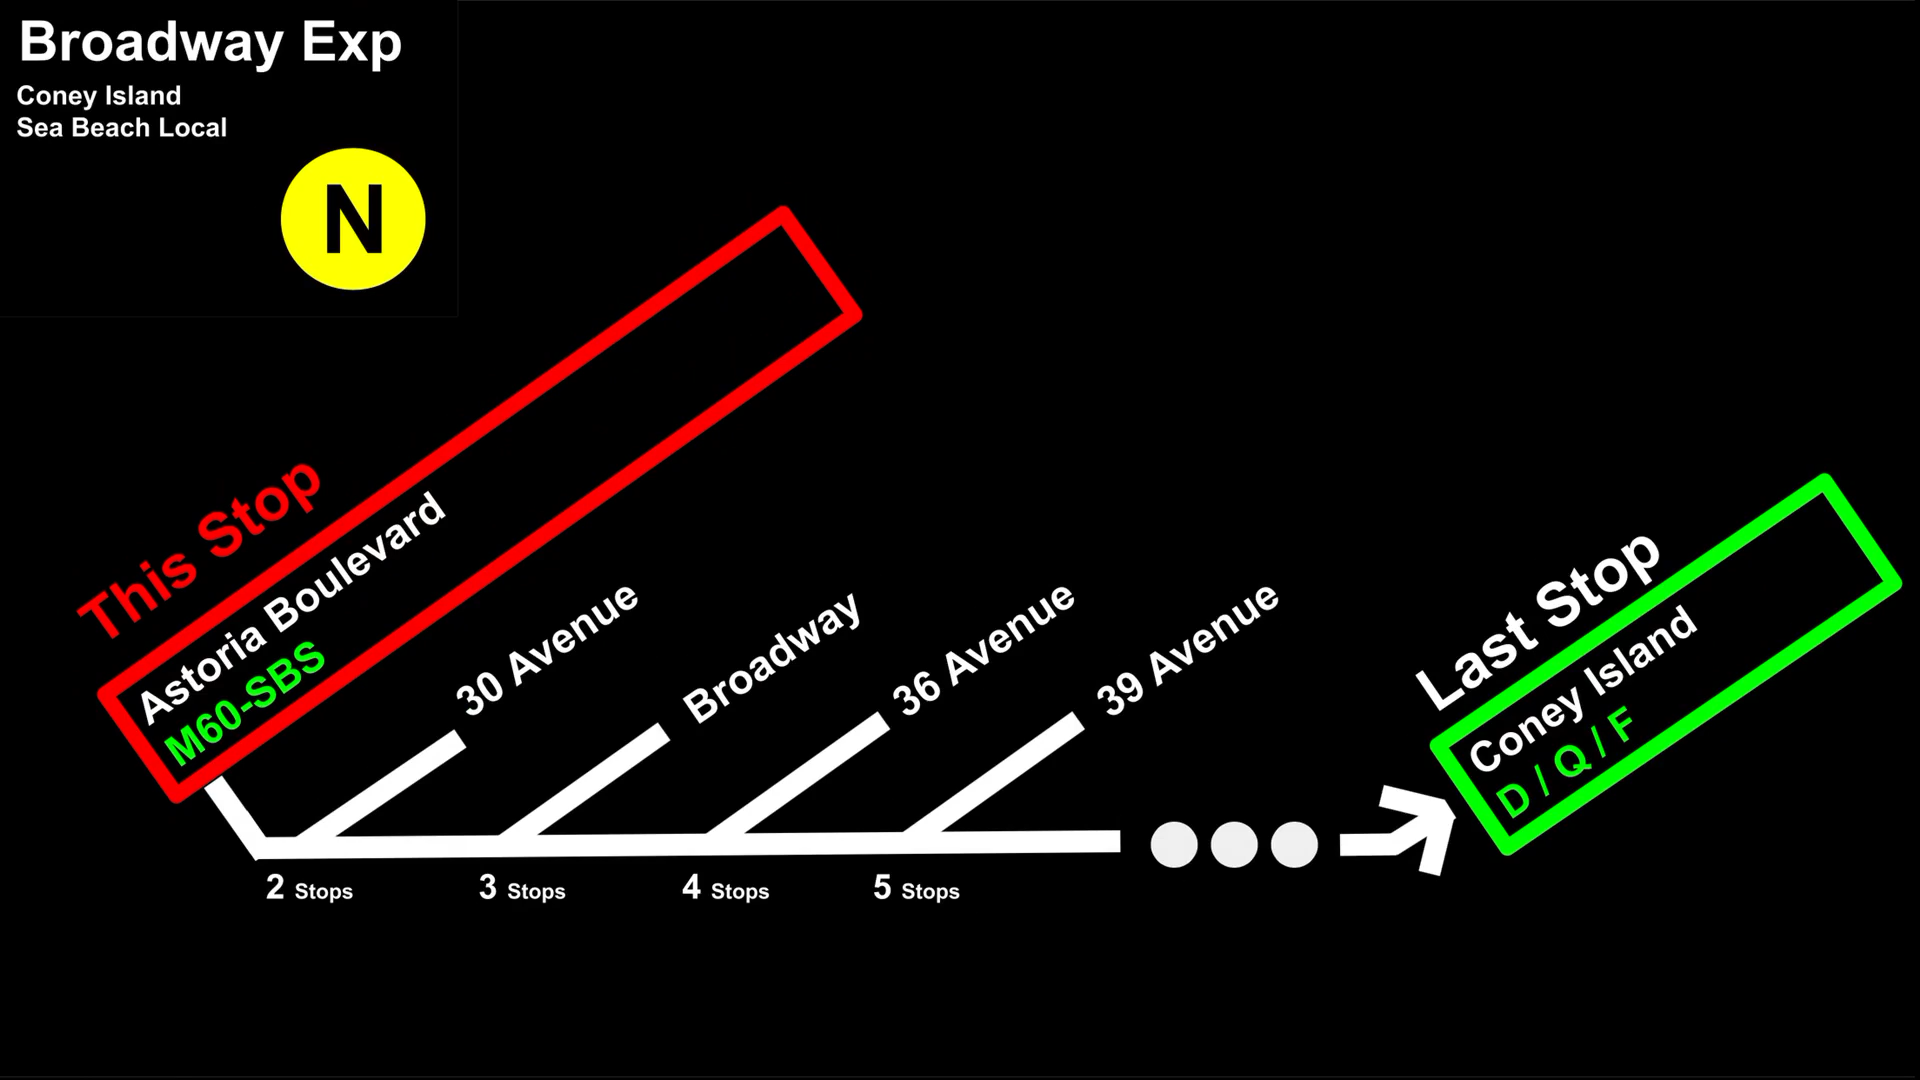 Broadway Exp
Coney Island
Sea Beach Local
N
This Stop
Astoria Boulevard
M60-SBS
30 Avenue
Broadway
36 Avenue
39 Avenue
Last Stop
Coney Island
D / Q / F
2 Stops
3 Stops
4 Stops
5 Stops